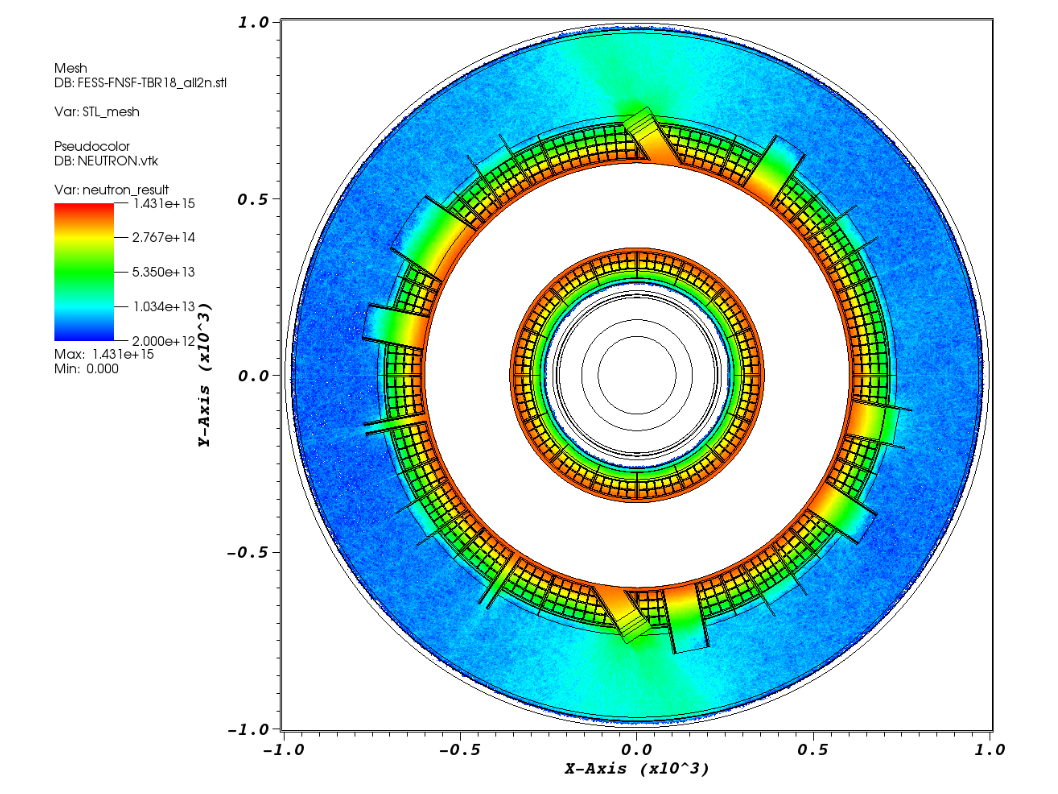 Mesh
DB: FESS-FNSF-TBR18_all2n.stl
Var: STL_mesh
Pseudocolor
DB: NEUTRON.vtk
Var: neutron_result
1.431e+15
2.767e+14
5.350e+13
1.034e+13
2.000e+12
Max: 1.431e+15
Min: 0.000
Y-Axis (x10^3)
1.0
0.5
0.0
-0.5
-1.0
-1.0
-0.5
0.0
0.5
1.0
X-Axis (x10^3)